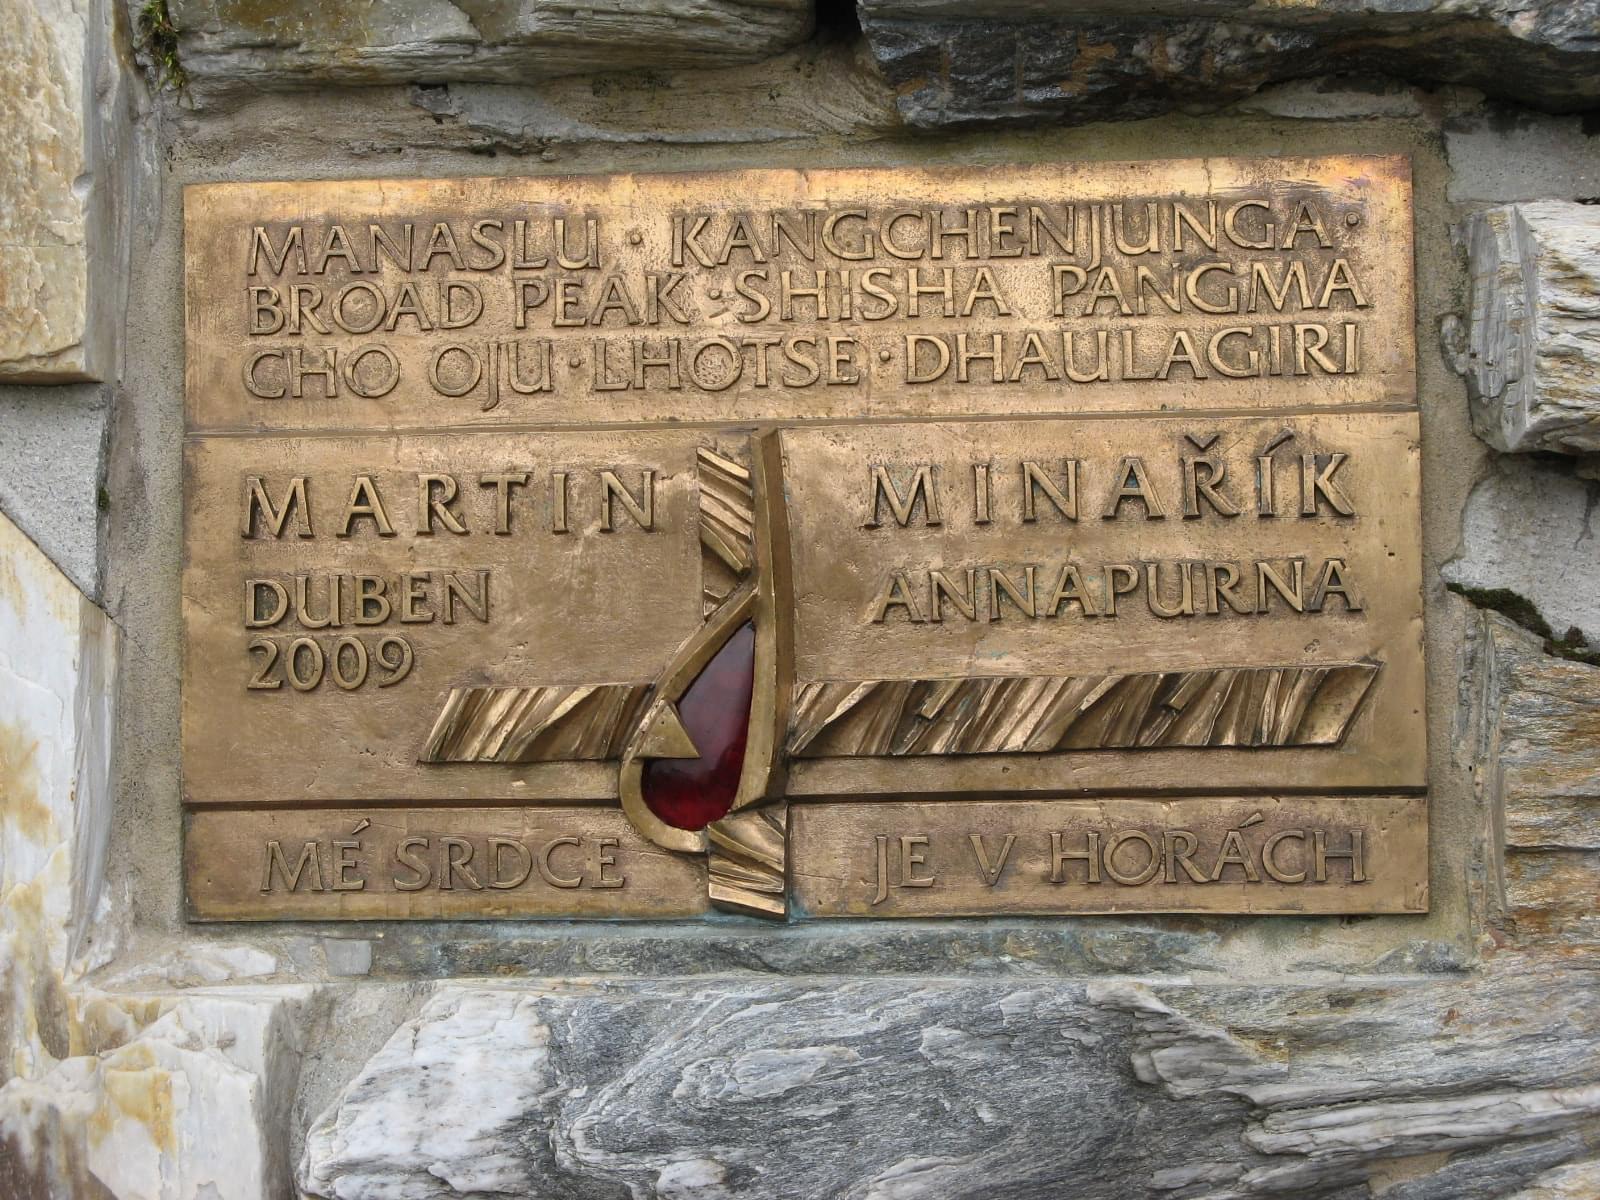 MANASLU · KANGCHENJUNGA ·
BROAD PEAK · SHISHA PANGMA
CHO OJU · LHOTSE · DHAULAGIRI
MARTIN MINAŘÍK
DUBEN ANNAPURNA
2009
MÉ SRDCE JE V HORÁCH